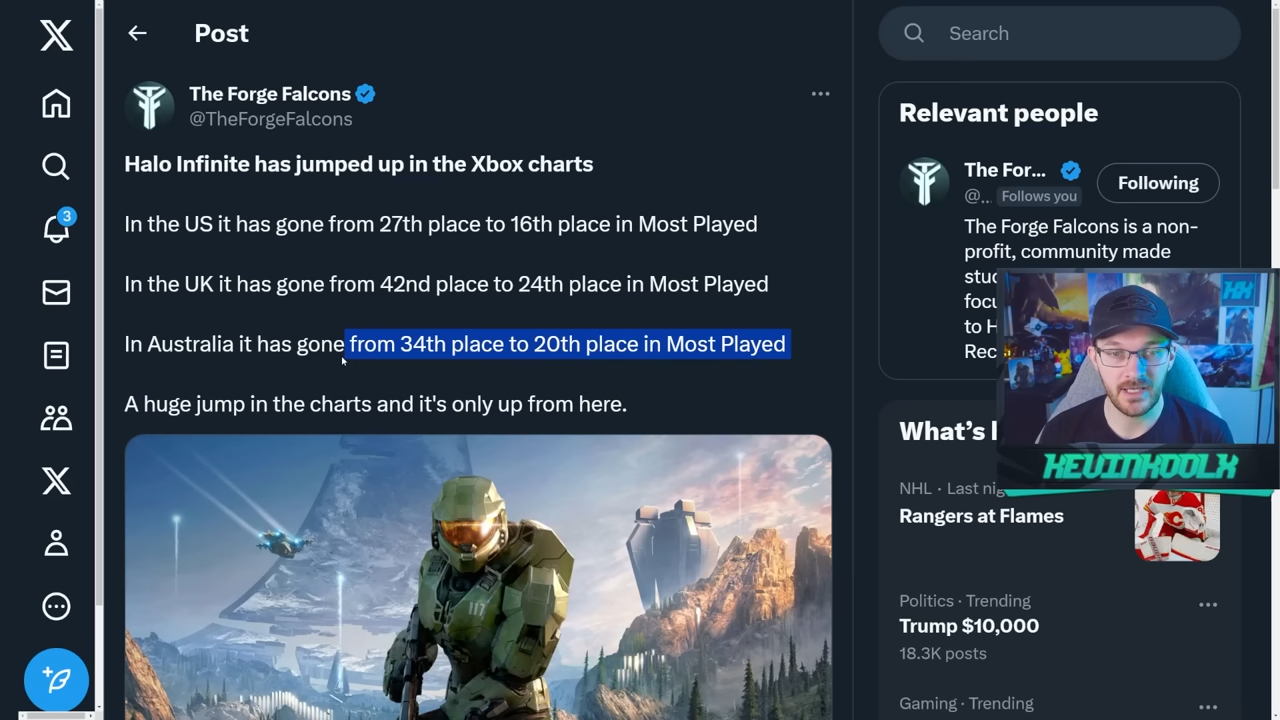 Post
Search
The Forge Falcons
@TheForgeFalcons
Halo Infinite has jumped up in the Xbox charts
In the US it has gone from 27th place to 16th place in Most Played
In the UK it has gone from 42nd place to 24th place in Most Played
In Australia it has gone from 34th place to 20th place in Most Played
A huge jump in the charts and it's only up from here.
3
117
Relevant people
The For...
@... Follows you
Following
The Forge Falcons is a non-
profit, community made
to H
Rec
KEVINKOOLX
What's
NHL · Last
Rangers at Flames
Politics · Trending
Trump $10,000
18.3K posts
Gaming · Trending